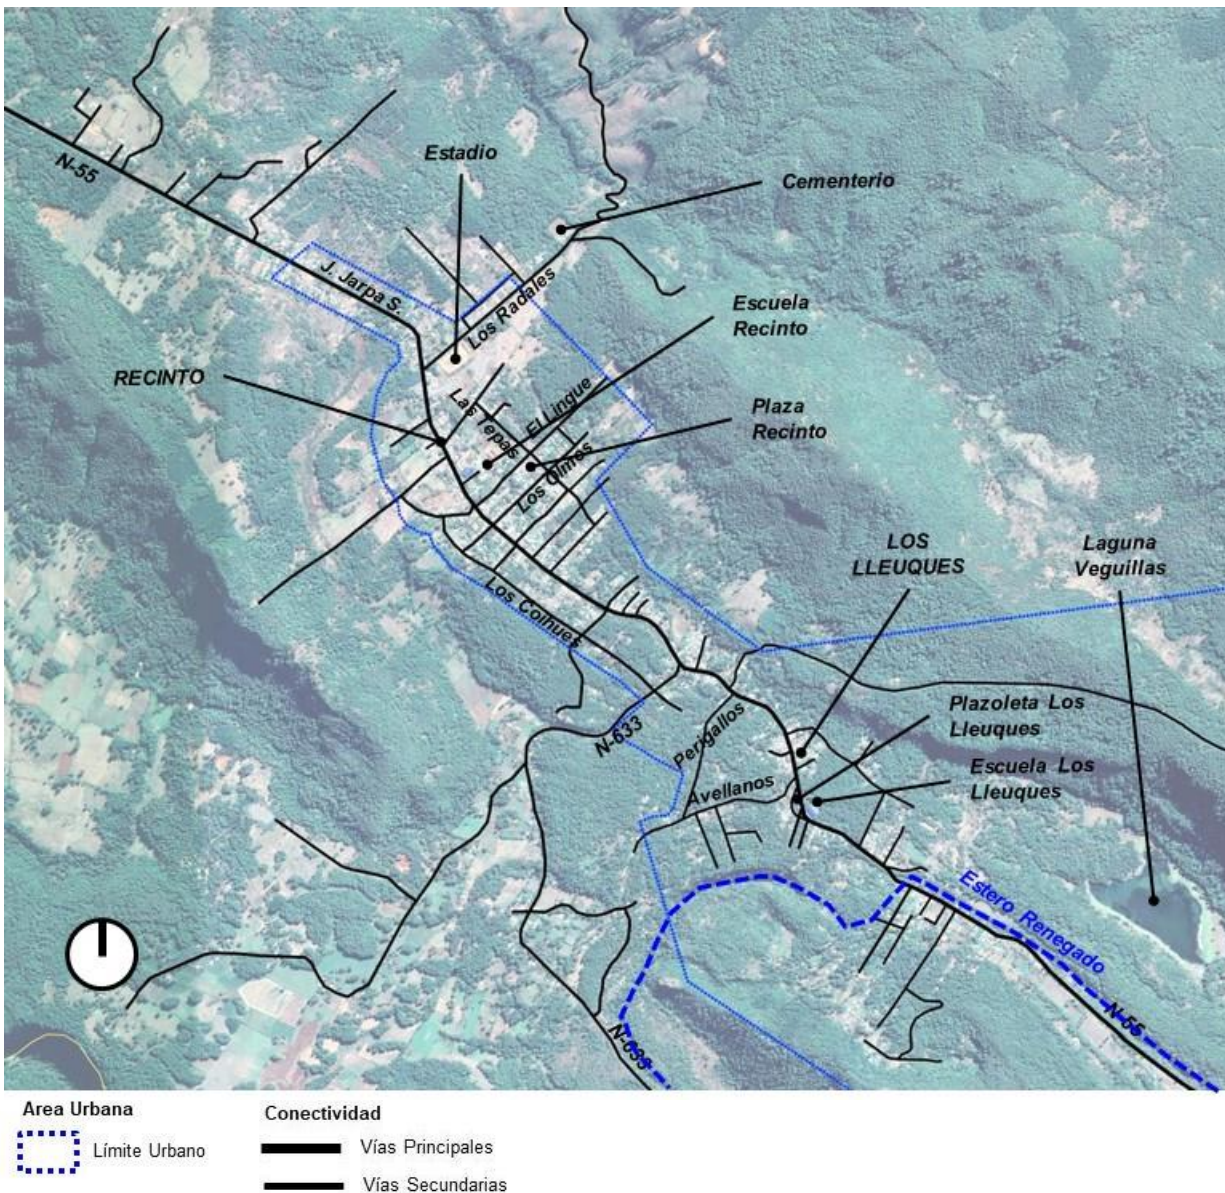 Estadio
Cementerio
N-55
J. Jarpa S.
Los Radales
Escuela
Recinto
RECINTO
Las Tepas
El Lingue
Plaza
Recinto
Los Olmos
LOS
LLEUQUES
Laguna
Veguillas
Los Coihues
N-633
Perigallos
Plazoleta Los
Lleuques
Avellanos
Escuela Los
Lleuques
Estero Renegado
N-55
N-633
Area Urbana
Límite Urbano
Conectividad
Vías Principales
Vías Secundarias